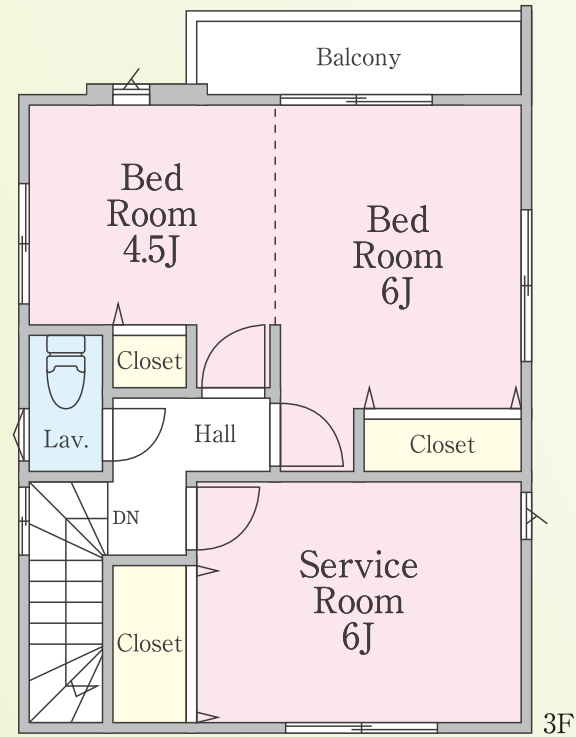 Balcony
Bed
Room
4.5J
Bed
Room
6J
Closet
Lav.
Hall
Closet
DN
Service
Room
6J
Closet
3F